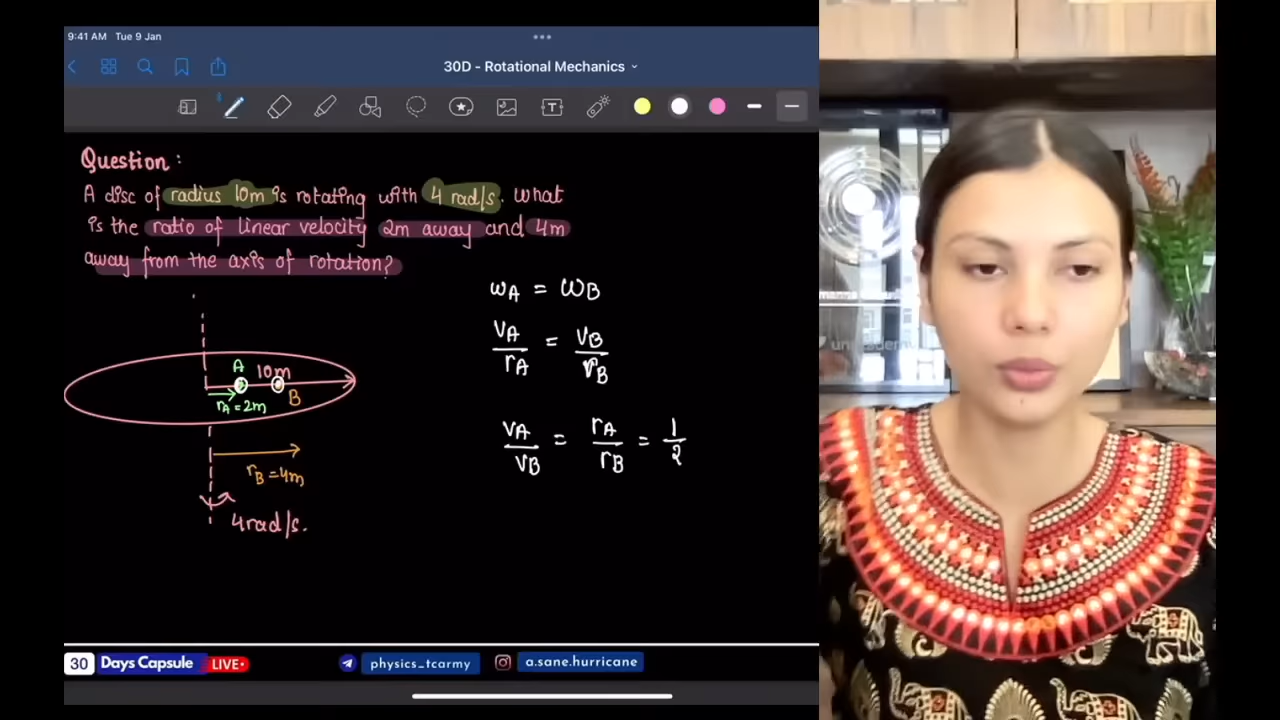 9:41 AM Tue 9 Jan
30D - Rotational Mechanics
Question:
A disc of radius 10m is rotating with 4 rad/s. What
is the ratio of linear velocity 2m away and 4m
away from the axis of rotation?
ωA = ωB
VA/rA = VB/rB
A
10m
B
rA = 2m
VA/VB = rA/rB = 1/2
rB = 4m
4rad/s.
30 Days Capsule LIVE
physics_tcarmy
a.sane.hurricane